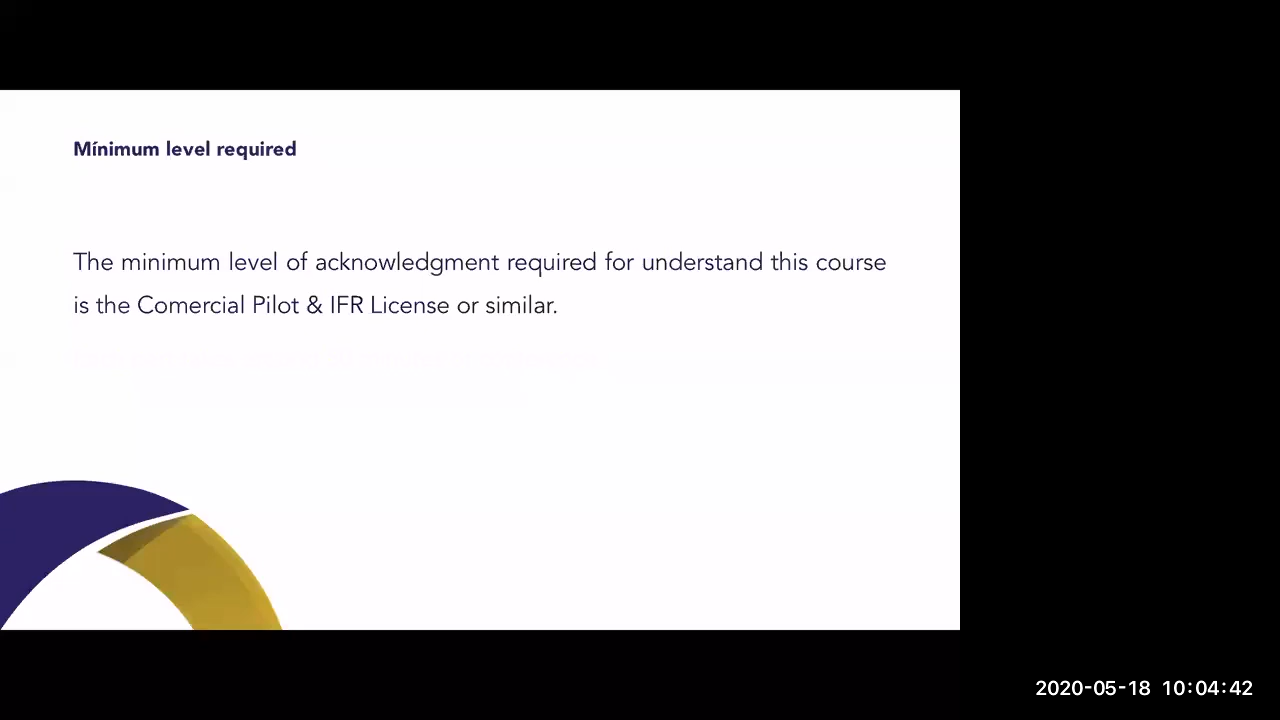 Mínimum level required
The minimum level of acknowledgment required for understand this course
is the Comercial Pilot & IFR License or similar.
2020-05-18 10:04:42